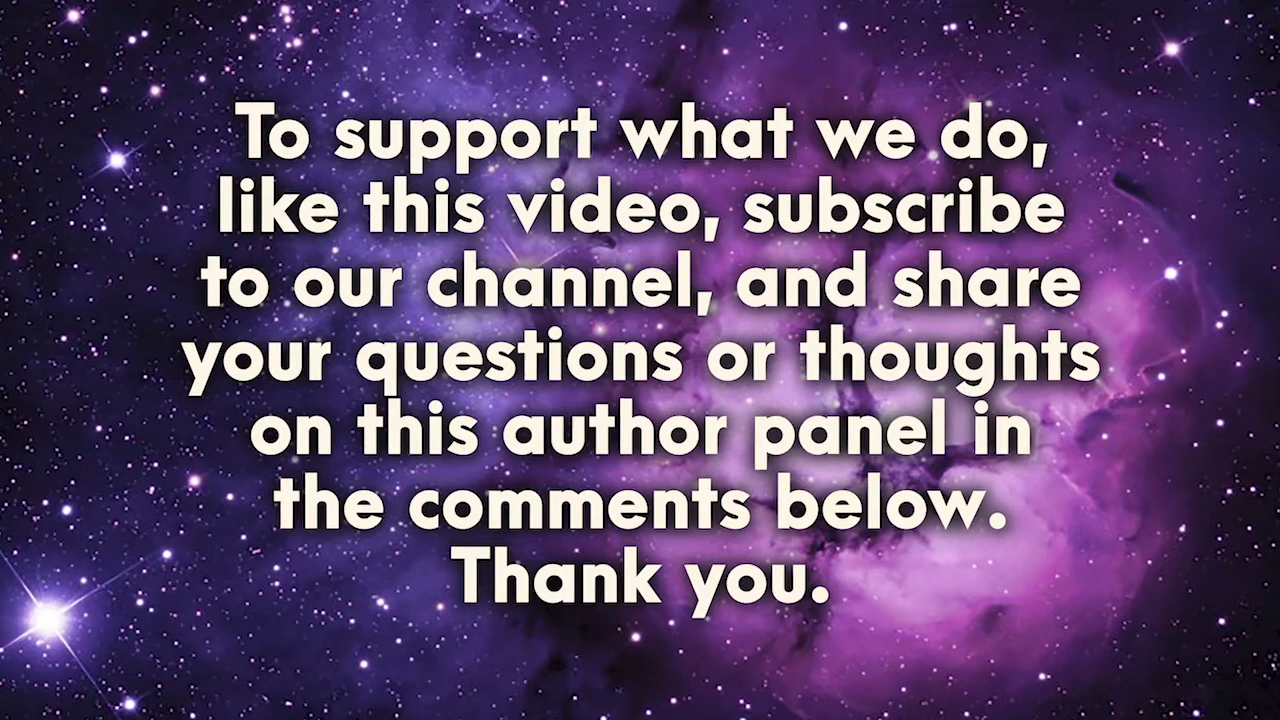 To support what we do,
like this video, subscribe
to our channel, and share
your questions or thoughts
on this author panel in
the comments below.
Thank you.